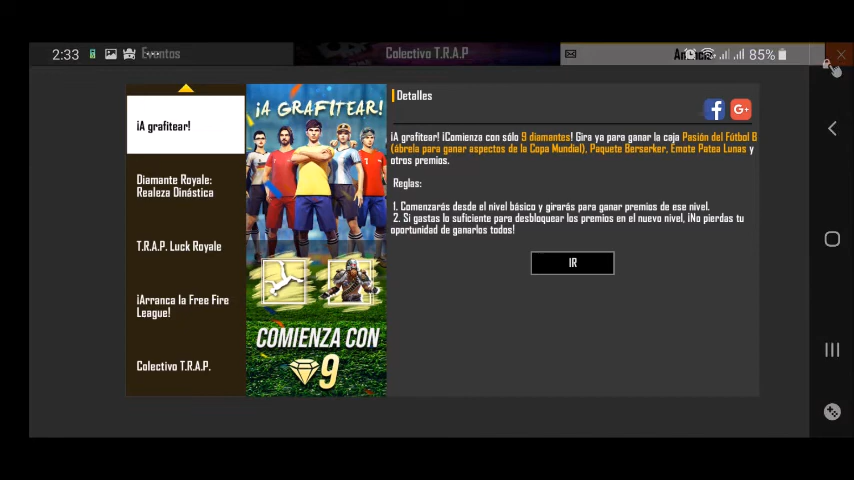 2:33
85%
Eventos
Colectivo T.R.A.P
¡A grafitear!
Diamante Royale:
Realeza Dinástica
T.R.A.P. Luck Royale
¡Arranca la Free Fire
League!
Colectivo T.R.A.P.
¡A GRAFITEAR!
COMIENZA CON
9
Detalles
f G+
¡A grafitear! ¡Comienza con sólo 9 diamantes! Gira ya para ganar la caja Pasión del Fútbol B
(ábrela para ganar aspectos de la Copa Mundial), Paquete Berserker, Emote Patea Lunas y
otros premios.
Reglas:
1. Comenzarás desde el nivel básico y girarás para ganar premios de ese nivel.
2. Si gastas lo suficiente para desbloquear los premios en el nuevo nivel, ¡No pierdas tu
oportunidad de ganarlos todos!
IR